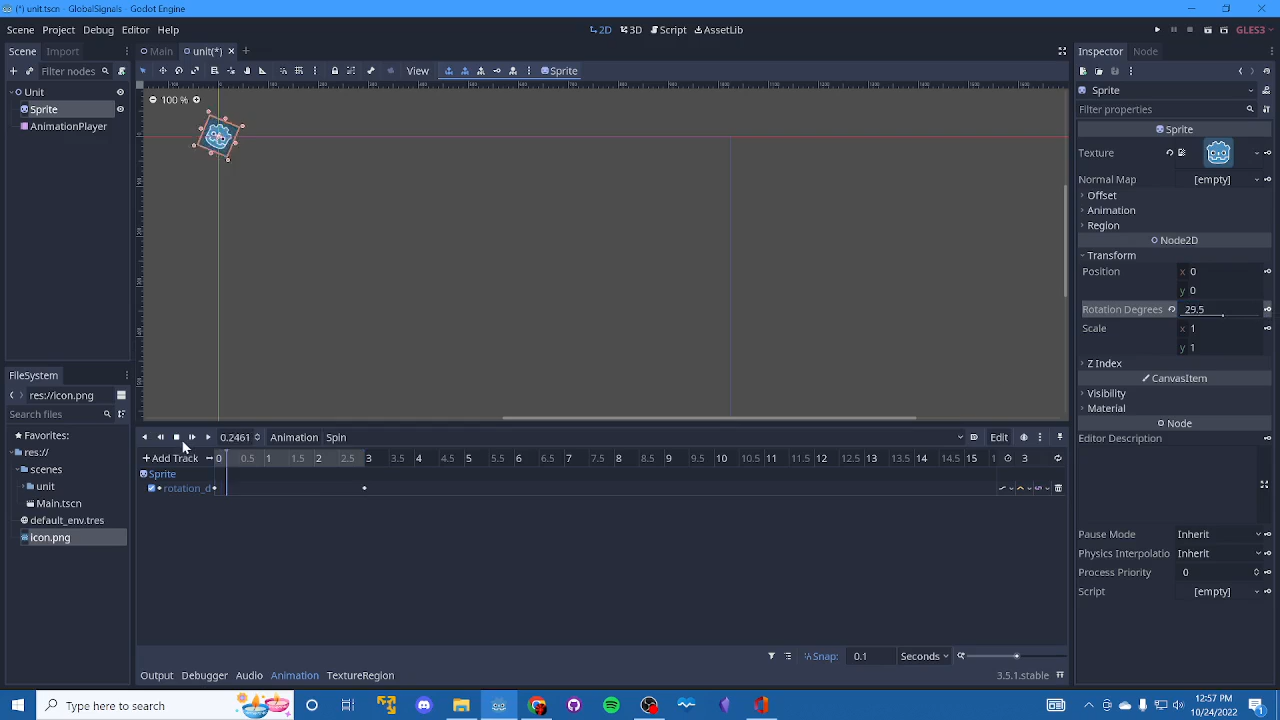 (*) unit.tscn - GlobalSignals - Godot Engine
Scene Project Debug Editor Help
2D 3D Script AssetLib
GLES3
Scene Import
Main unit(*)
Inspector Node
Filter nodes
View
Sprite
Unit
Sprite
AnimationPlayer
100 %
Sprite
Filter properties
Sprite
Texture
Normal Map [empty]
Offset
Animation
Region
Node2D
Transform
Position x 0
y 0
Rotation Degrees 29.5
Scale x 1
y 1
Z Index
CanvasItem
Visibility
Material
Node
Editor Description
Pause Mode Inherit
Physics Interpolatio Inherit
Process Priority 0
Script [empty]
FileSystem
res://icon.png
Search files
Favorites:
res://
scenes
unit
Main.tscn
default_env.tres
icon.png
0.2461 Animation Spin Edit
Add Track 0 0.5 1 1.5 2 2.5 3 3.5 4 4.5 5 5.5 6 6.5 7 7.5 8 8.5 9 9.5 10 10.5 11 11.5 12 12.5 13 13.5 14 14.5 15 3
Sprite
rotation_d
Snap: 0.1 Seconds
Output Debugger Audio Animation TextureRegion 3.5.1.stable
Type here to search
12:57 PM
10/24/2022